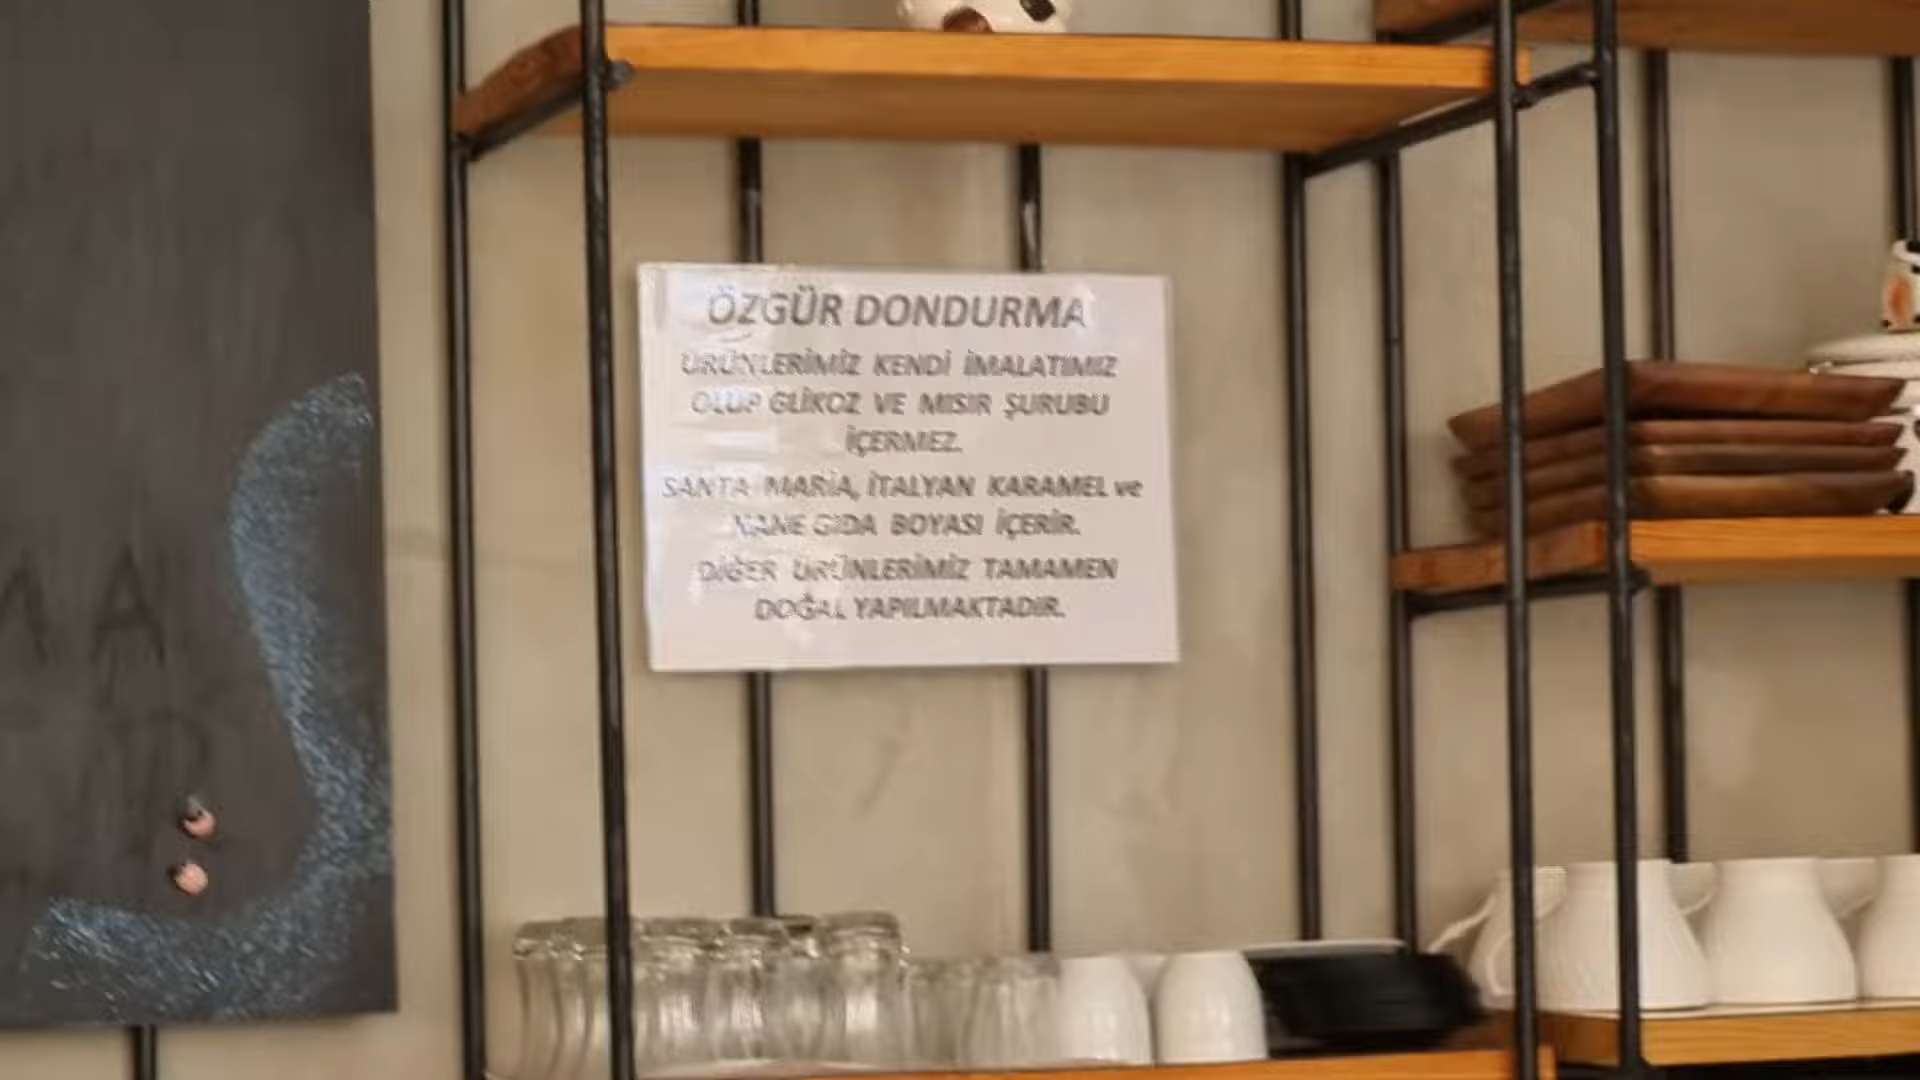 ÖZGÜR DONDURMA
ÜRÜNLERİMİZ KENDİ İMALATIMIZ
OLUP GLİKOZ VE MISIR ŞURUBU
İÇERMEZ.
SANTA MARİA, İTALYAN KARAMEL ve
NANE GIDA BOYASI İÇERİR.
DİĞER ÜRÜNLERİMİZ TAMAMEN
DOĞAL YAPILMAKTADIR.